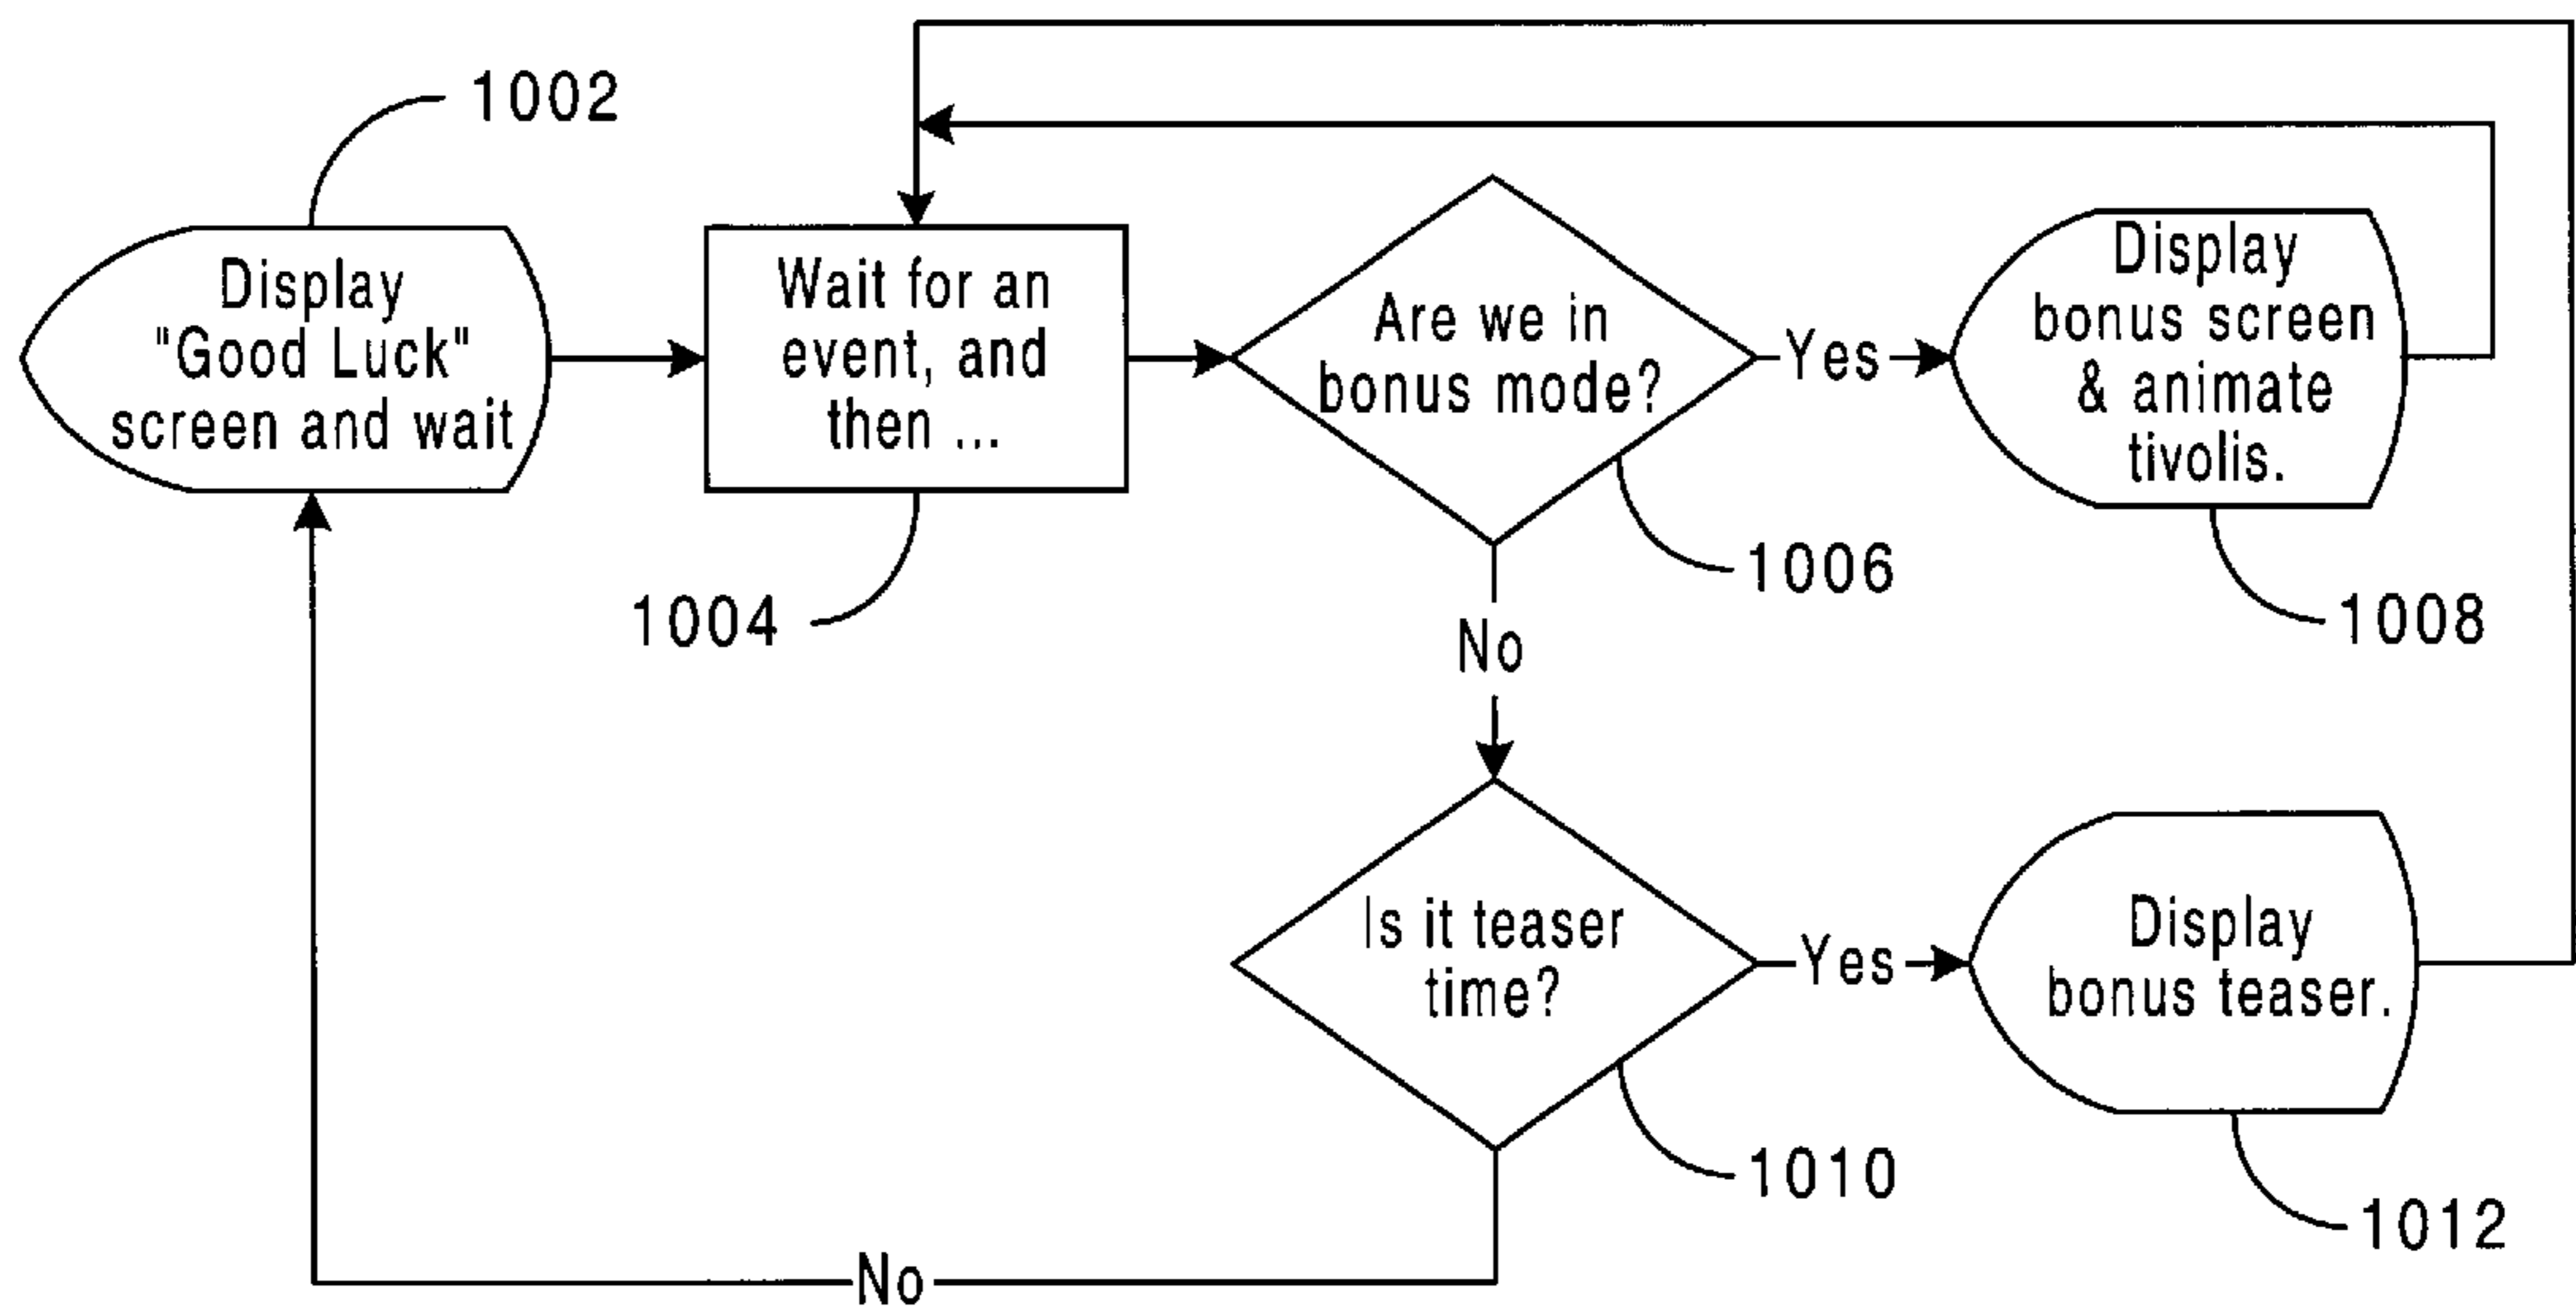 1002
Display
"Good Luck"
screen and wait
Wait for an
event, and
then ...
1004
Are we in
bonus mode?
1006
Yes
Display
bonus screen
& animate
tivolis.
1008
No
Is it teaser
time?
1010
Yes
Display
bonus teaser.
1012
No